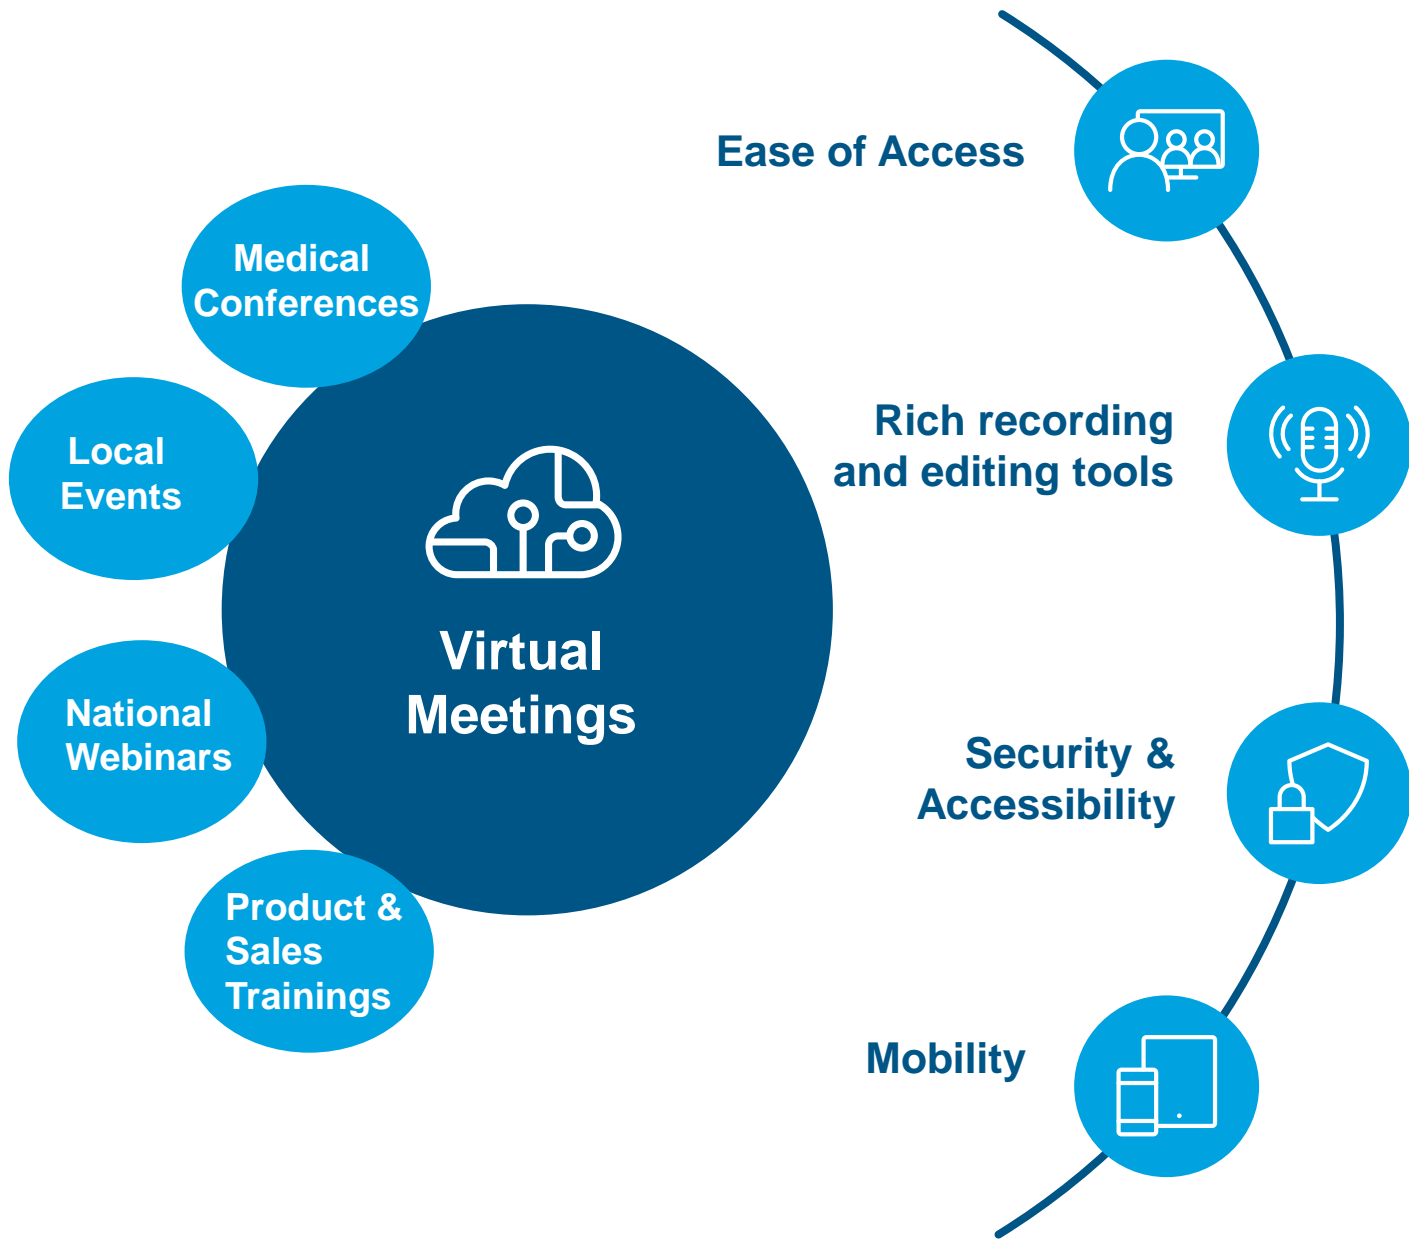 Medical
Conferences
Local
Events
National
Webinars
Product &
Sales
Trainings
Virtual
Meetings
Ease of Access
Rich recording
and editing tools
Security &
Accessibility
Mobility